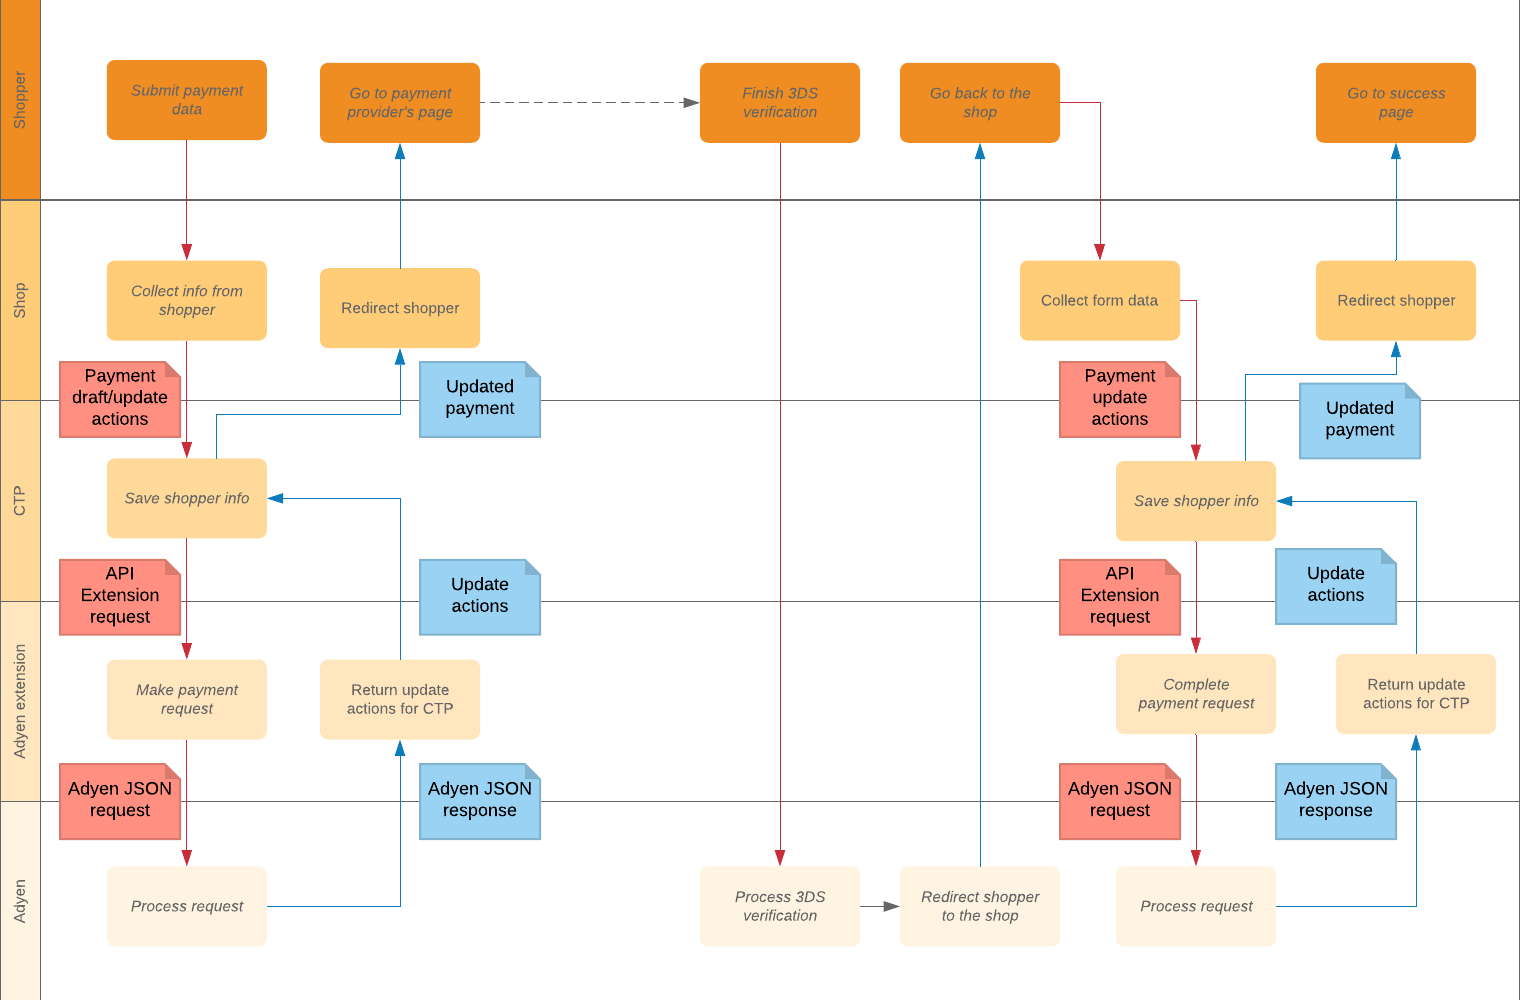 Shopper
Submit payment
data
Go to payment
provider's page
Finish 3DS
verification
Go back to the
shop
Go to success
page
Shop
Collect info from
shopper
Redirect shopper
Collect form data
Redirect shopper
Payment
draft/update
actions
Updated
payment
Payment
update
actions
Updated
payment
CTP
Save shopper info
Save shopper info
API
Extension
request
Update
actions
API
Extension
request
Update
actions
Adyen extension
Make payment
request
Return update
actions for CTP
Complete
payment request
Return update
actions for CTP
Adyen JSON
request
Adyen JSON
response
Adyen JSON
request
Adyen JSON
response
Adyen
Process request
Process 3DS
verification
Redirect shopper
to the shop
Process request